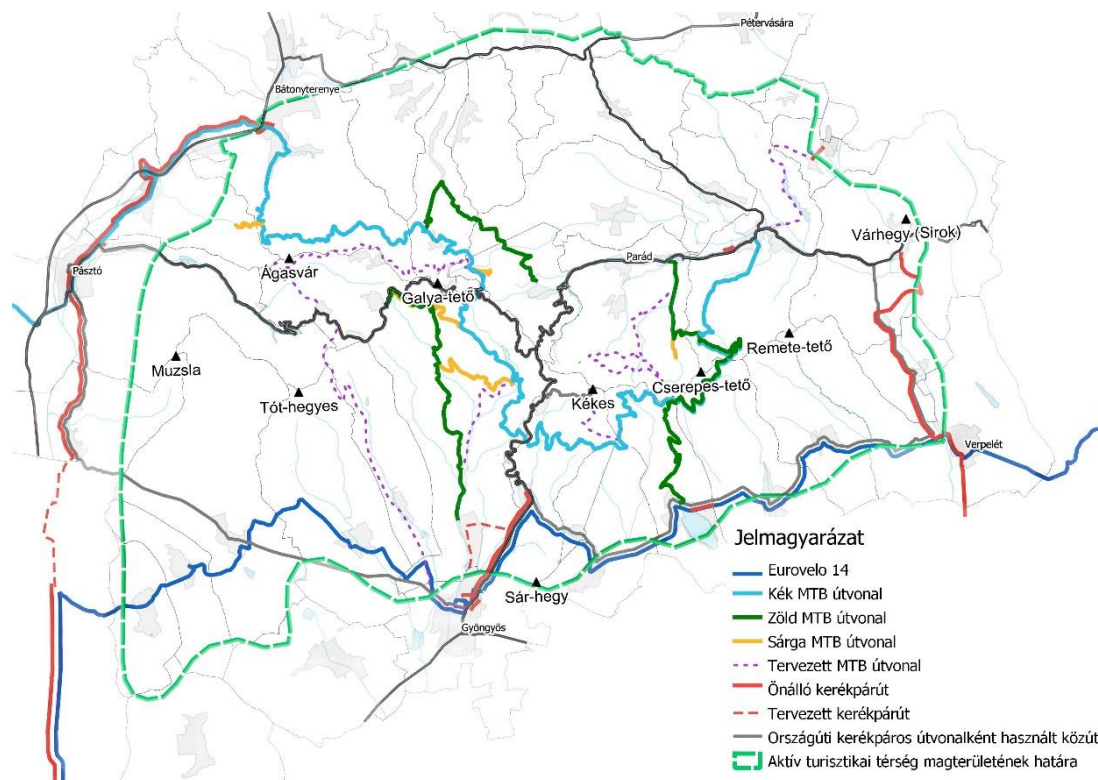 Pétervására
Bátonyterenye
Várhegy (Sirok)
Ágasvár
Parád
Pásztó
Galya-tető
Remete-tető
Muzsla
Cserepes-tető
Tót-hegyes
Kékes
Verpelét
Sár-hegy
Gyöngyös
Jelmagyarázat
Eurovelo 14
Kék MTB útvonal
Zöld MTB útvonal
Sárga MTB útvonal
Tervezett MTB útvonal
Önálló kerékpárút
Tervezett kerékpárút
Országúti kerékpáros útvonalként használt közút
Aktív turisztikai térség magterületének határa